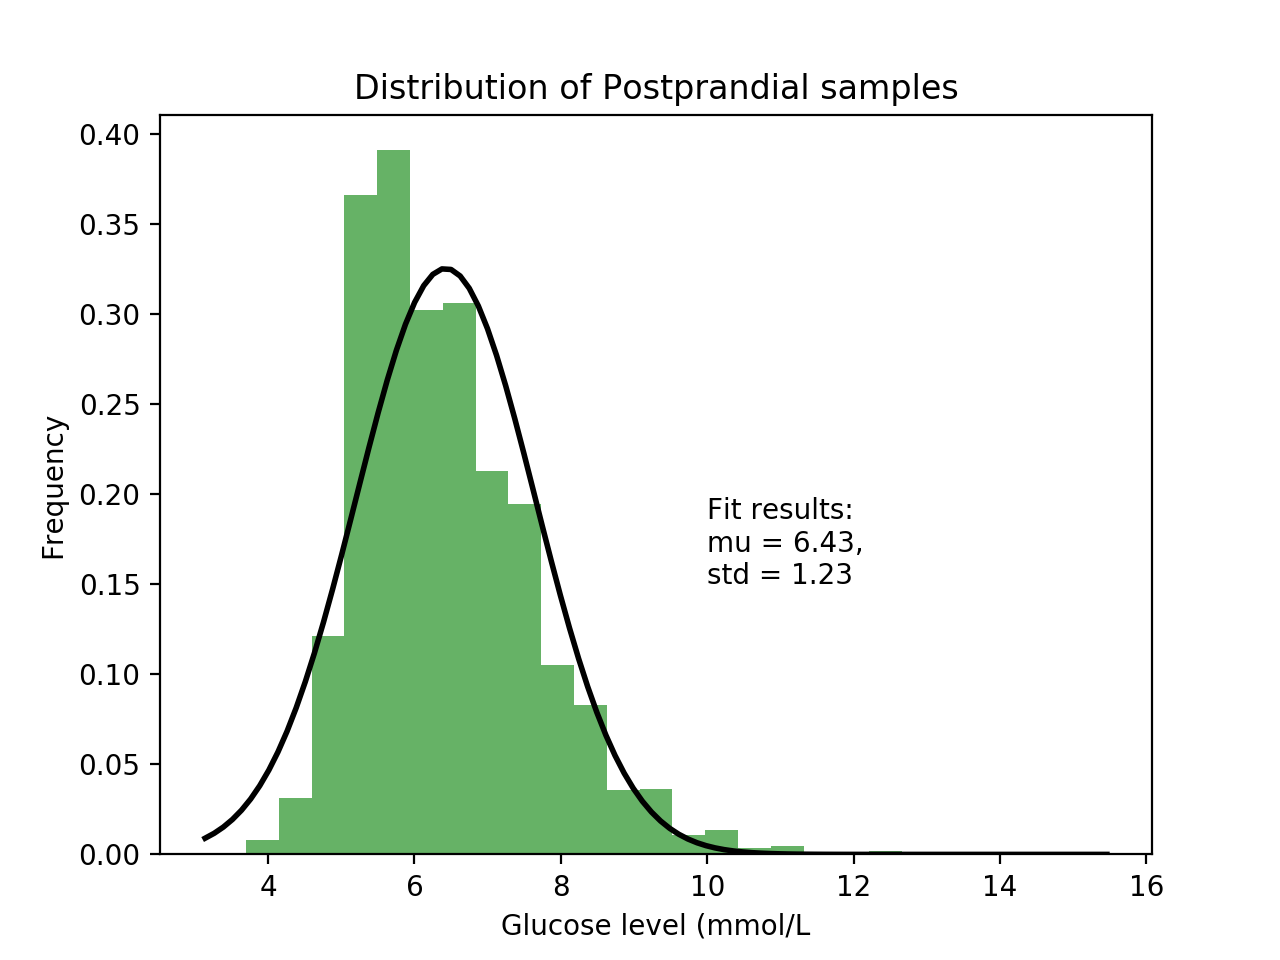 Distribution of Postprandial samples
0.40
0.35
0.30
0.25
0.20
0.15
0.10
0.05
0.00
Frequency
Fit results:
mu = 6.43,
std = 1.23
4 6 8 10 12 14 16
Glucose level (mmol/L